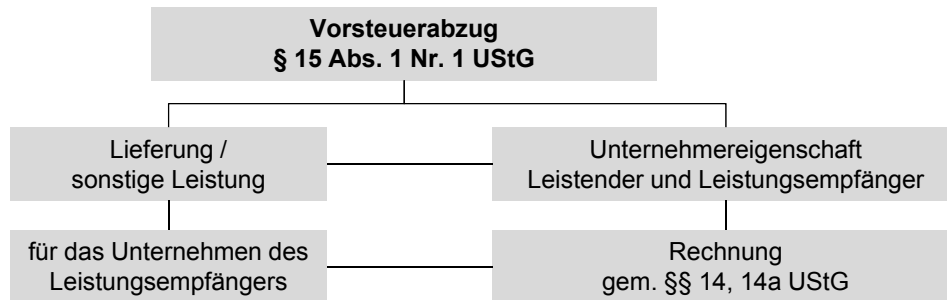 Vorsteuerabzug
§ 15 Abs. 1 Nr. 1 UStG
Lieferung /
sonstige Leistung
Unternehmereigenschaft
Leistender und Leistungsempfänger
für das Unternehmen des
Leistungsempfängers
Rechnung
gem. §§ 14, 14a UStG